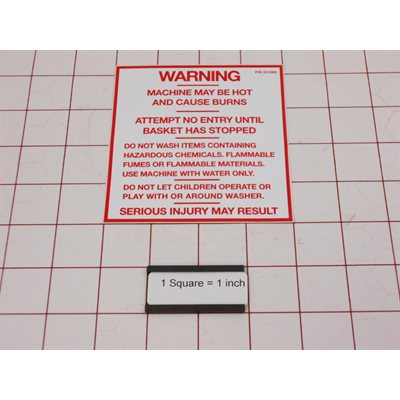 WARNING
MACHINE MAY BE HOT
AND CAUSE BURNS
ATTEMPT NO ENTRY UNTIL
BASKET HAS STOPPED
DO NOT WASH ITEMS CONTAINING
HAZARDOUS CHEMICALS. FLAMMABLE
FUMES OR FLAMMABLE MATERIALS.
USE MACHINE WITH WATER ONLY.
DO NOT LET CHILDREN OPERATE OR
PLAY WITH OR AROUND WASHER.
SERIOUS INJURY MAY RESULT
1 Square = 1 inch